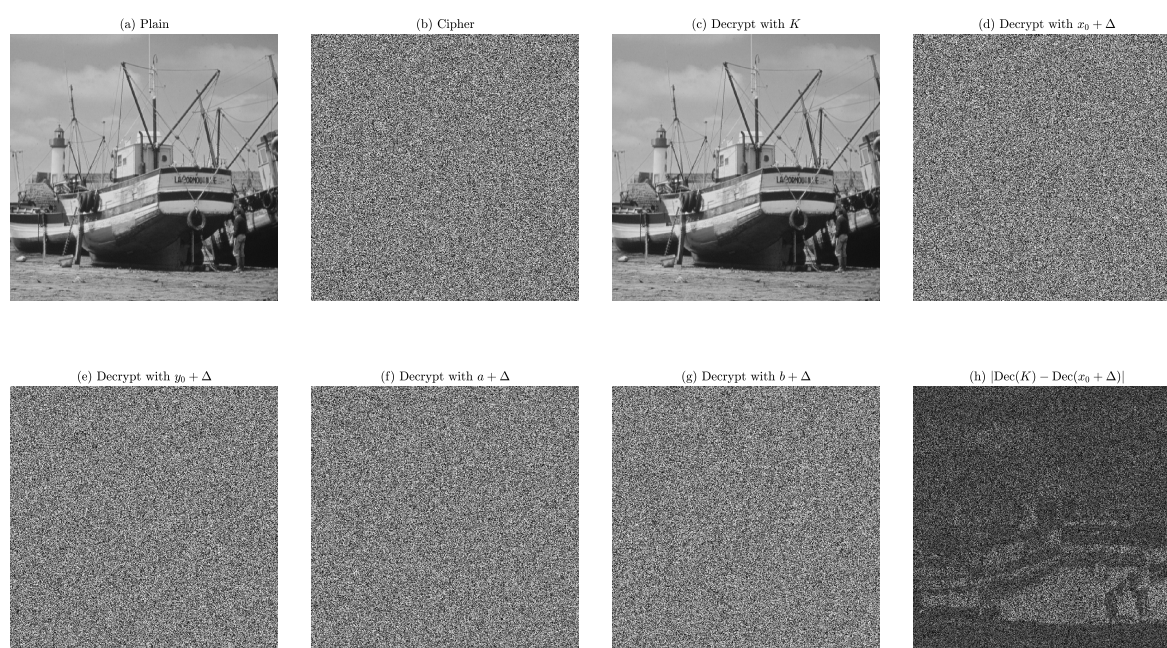 (a) Plain
(b) Cipher
(c) Decrypt with K
(d) Decrypt with x₀ + Δ
(e) Decrypt with y₀ + Δ
(f) Decrypt with a + Δ
(g) Decrypt with b + Δ
(h) |Dec(K) − Dec(x₀ + Δ)|